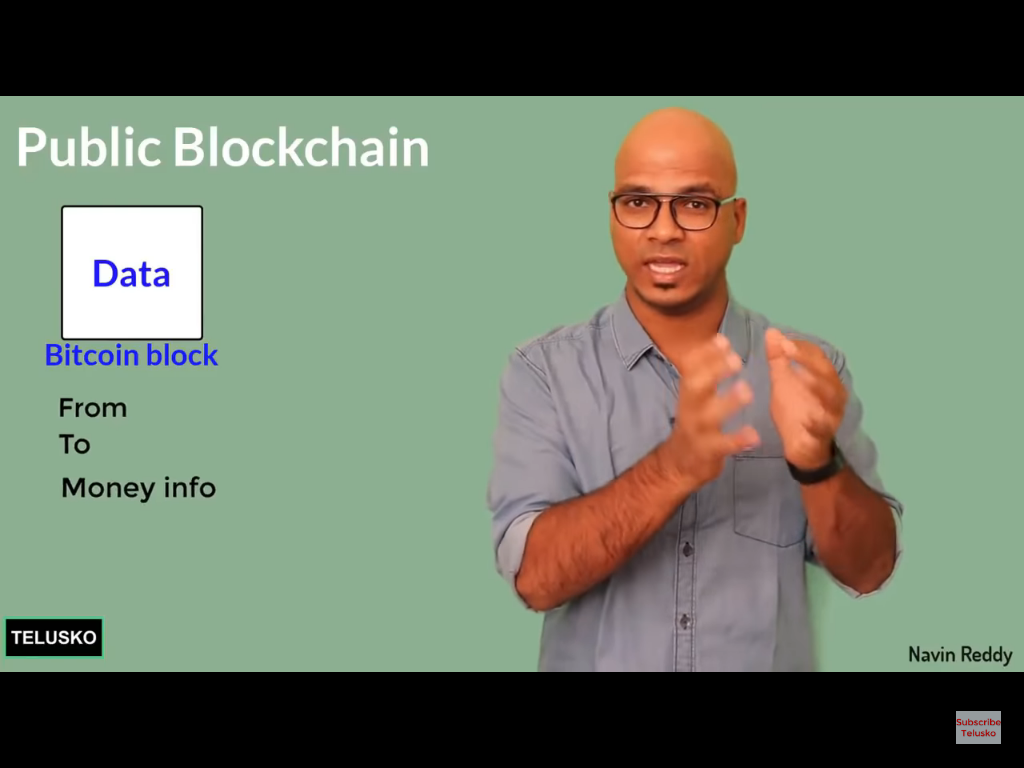 Public Blockchain
Data
Bitcoin block
From
To
Money info
TELUSKO
Navin Reddy
Subscribe
Telusko